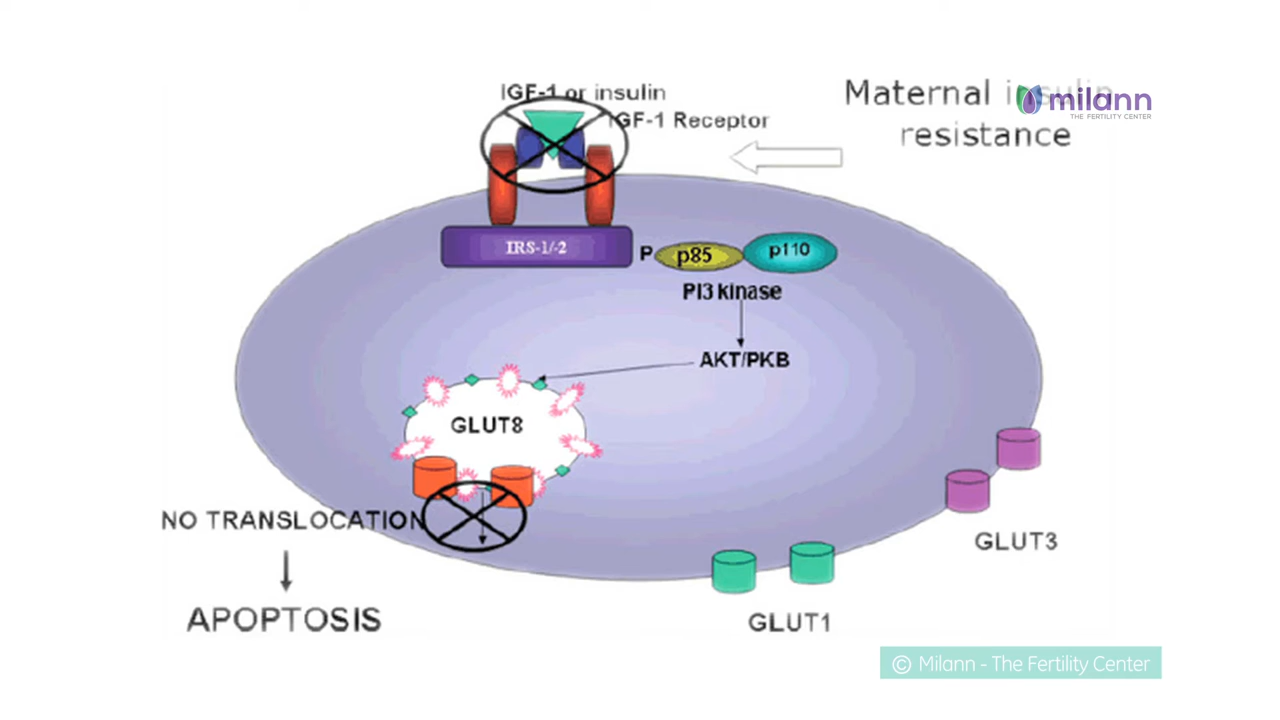 IGF-1 or insulin
IGF-1 Receptor
Maternal insulin
resistance
milann
THE FERTILITY CENTER
IRS-1/-2
P
p85
p110
PI3 kinase
AKT/PKB
GLUT8
NO TRANSLOCATION
APOPTOSIS
GLUT3
GLUT1
© Milann - The Fertility Center